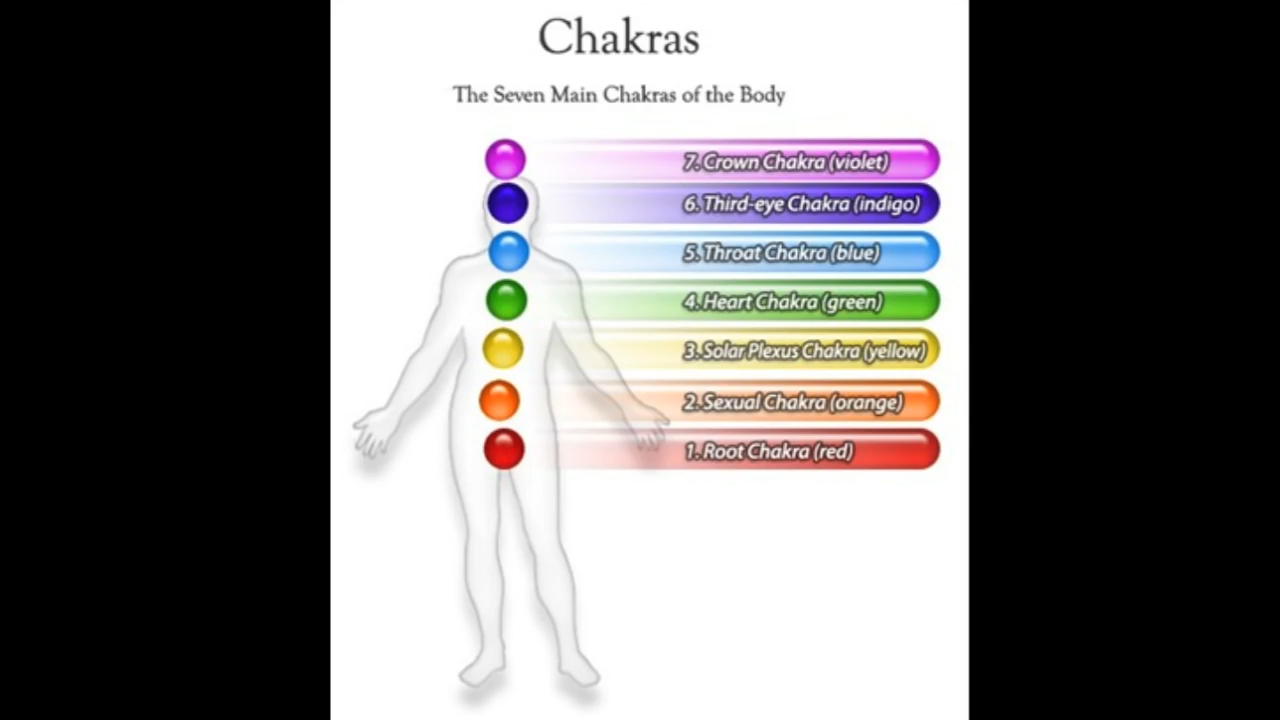 Chakras
The Seven Main Chakras of the Body
7. Crown Chakra (violet)
6. Third-eye Chakra (indigo)
5. Throat Chakra (blue)
4. Heart Chakra (green)
3. Solar Plexus Chakra (yellow)
2. Sexual Chakra (orange)
1. Root Chakra (red)